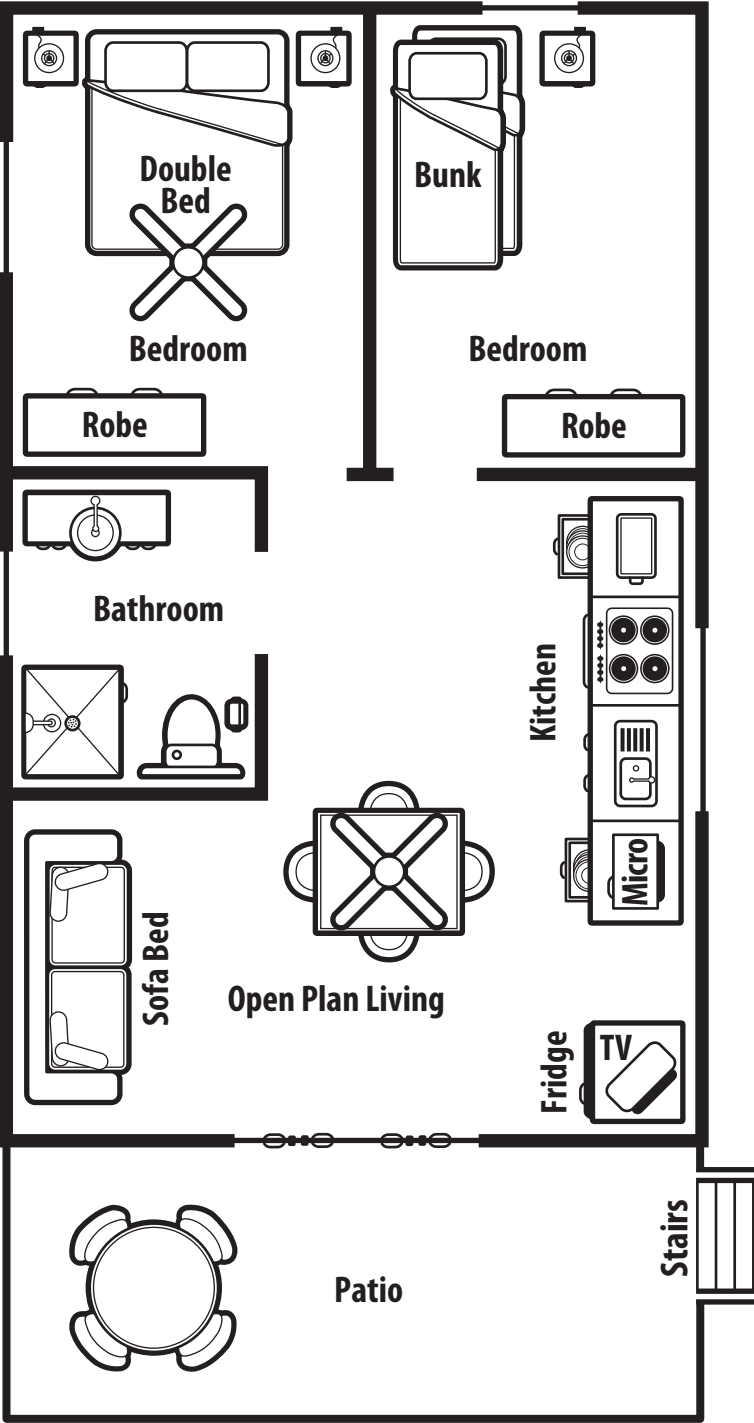 Double
Bed
Bunk
Bedroom
Bedroom
Robe
Robe
Bathroom
Kitchen
Micro
Sofa Bed
Open Plan Living
Fridge
TV
Stairs
Patio